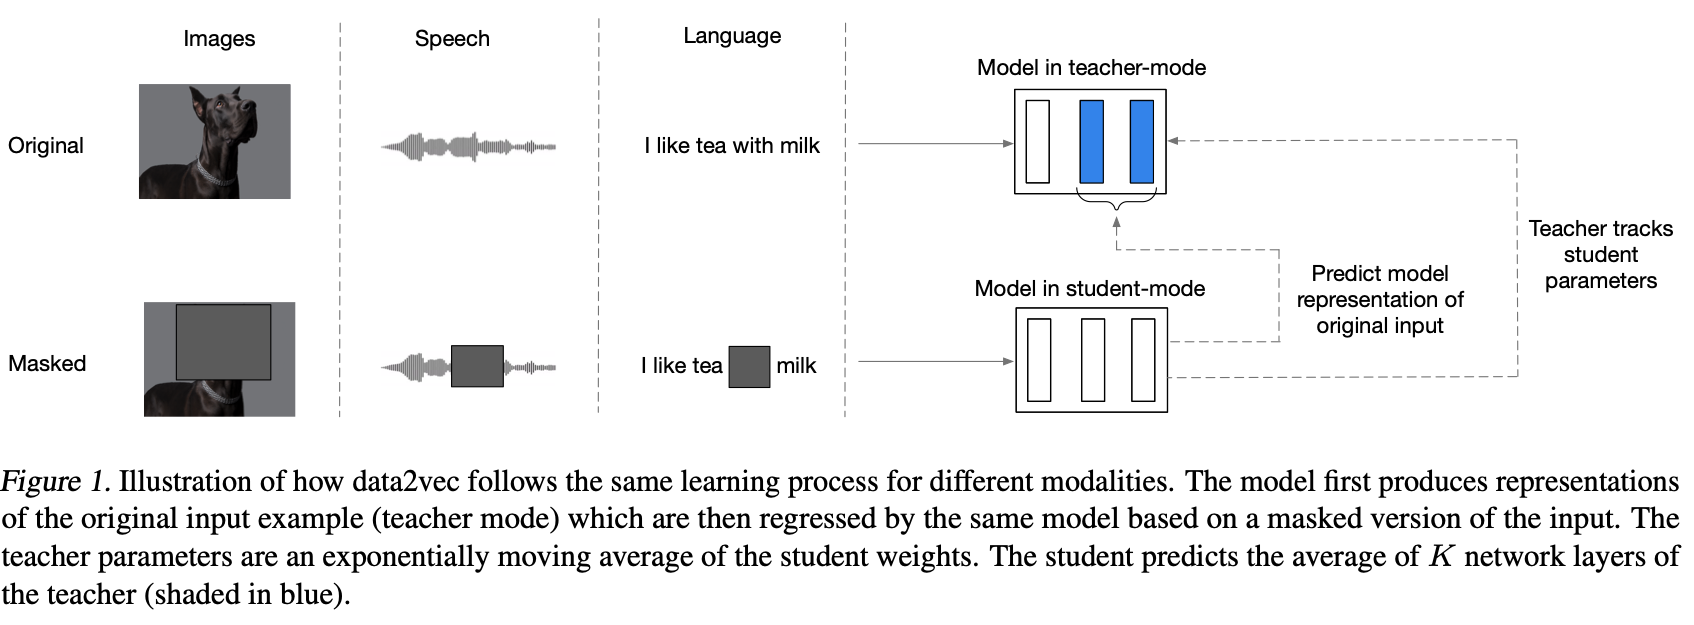 Images
Speech
Language
Model in teacher-mode
Original
I like tea with milk
Teacher tracks
student
parameters
Predict model
representation of
original input
Model in student-mode
Masked
I like tea
milk
Figure 1. Illustration of how data2vec follows the same learning process for different modalities. The model first produces representations
of the original input example (teacher mode) which are then regressed by the same model based on a masked version of the input. The
teacher parameters are an exponentially moving average of the student weights. The student predicts the average of K network layers of
the teacher (shaded in blue).